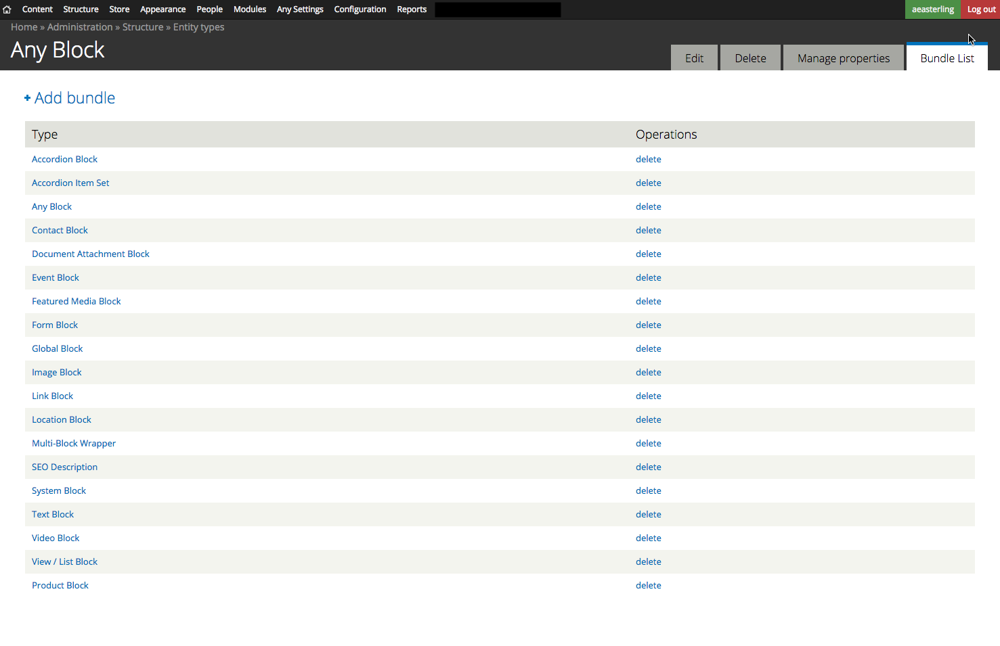 Content Structure Store Appearance People Modules Any Settings Configuration Reports aeasterling Log out
Home » Administration » Structure » Entity types
Any Block
Edit Delete Manage properties Bundle List
+ Add bundle
Type Operations
Accordion Block delete
Accordion Item Set delete
Any Block delete
Contact Block delete
Document Attachment Block delete
Event Block delete
Featured Media Block delete
Form Block delete
Global Block delete
Image Block delete
Link Block delete
Location Block delete
Multi-Block Wrapper delete
SEO Description delete
System Block delete
Text Block delete
Video Block delete
View / List Block delete
Product Block delete